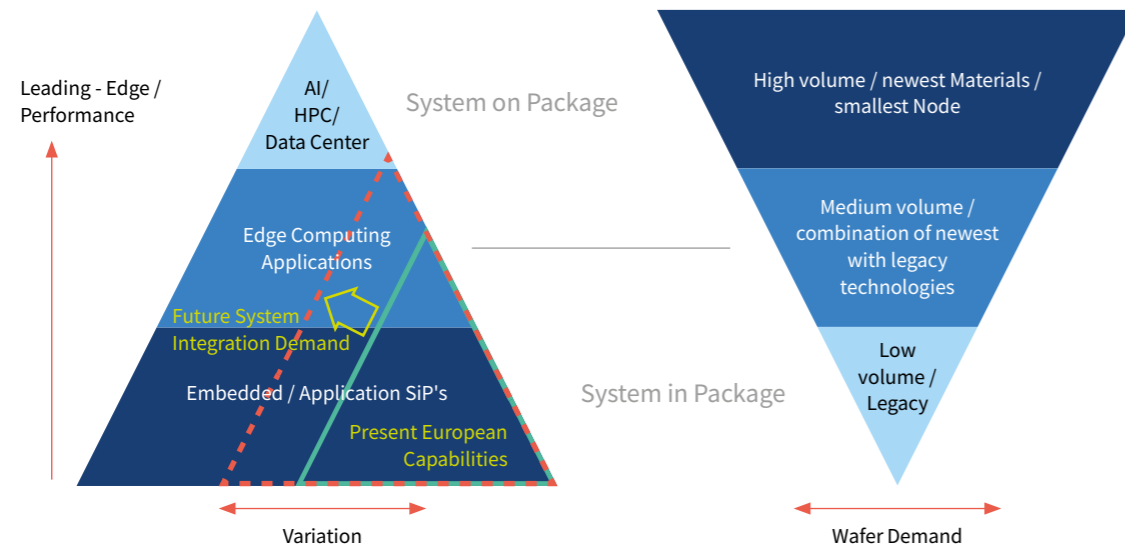 Leading - Edge /
Performance
AI/
HPC/
Data Center
System on Package
High volume / newest Materials /
smallest Node
Edge Computing
Applications
Medium volume /
combination of newest
with legacy
technologies
Future System
Integration Demand
Embedded / Application SiP's
System in Package
Low
volume /
Legacy
Present European
Capabilities
Variation
Wafer Demand